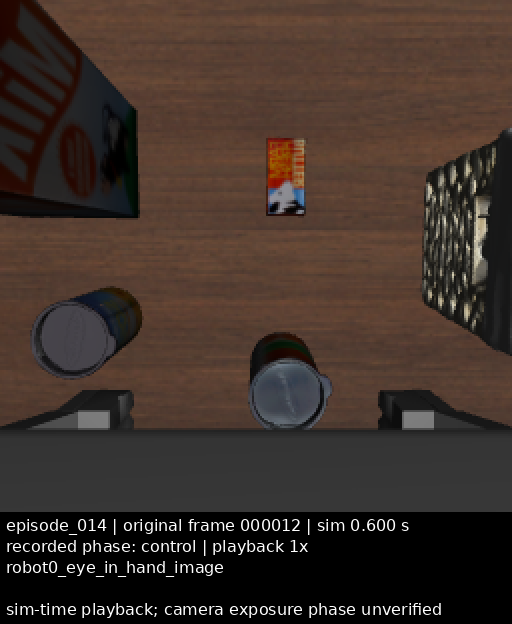 MilK
episode_014 | original frame 000012 | sim 0.600 s
recorded phase: control | playback 1x
robot0_eye_in_hand_image
sim-time playback; camera exposure phase unverified